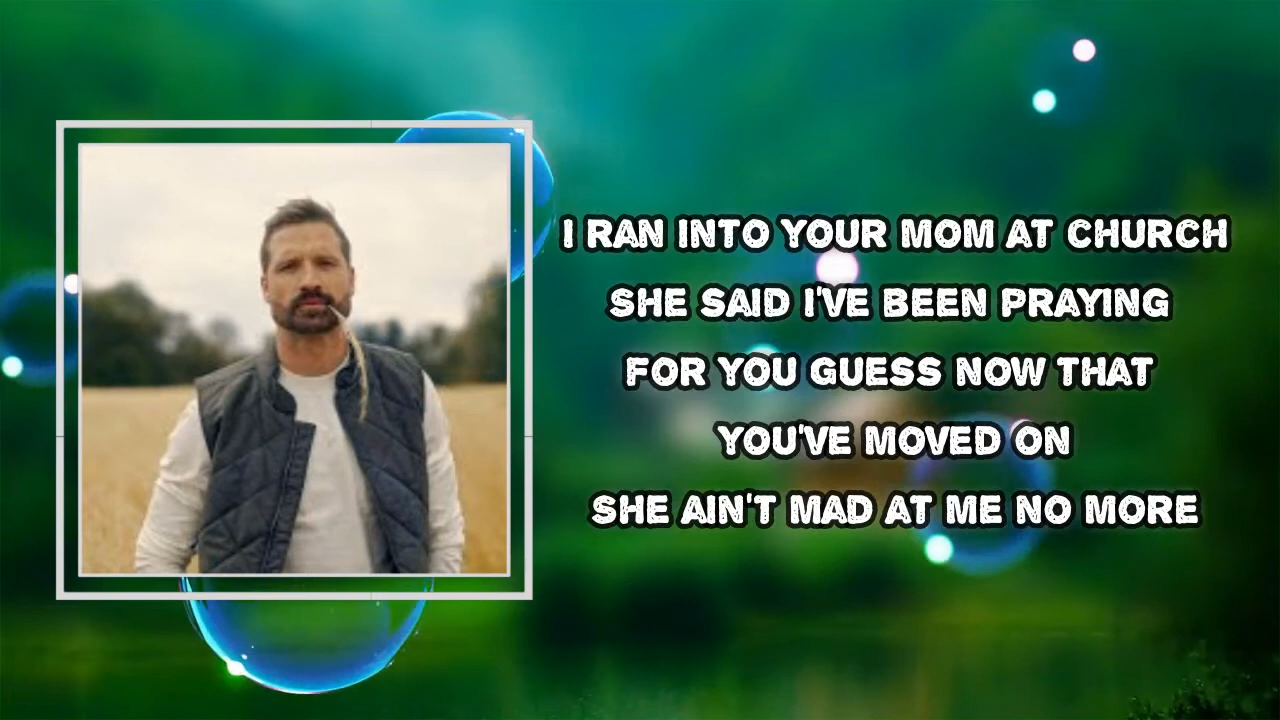 I RAN INTO YOUR MOM AT CHURCH
SHE SAID I'VE BEEN PRAYING
FOR YOU GUESS NOW THAT
YOU'VE MOVED ON
SHE AIN'T MAD AT ME NO MORE